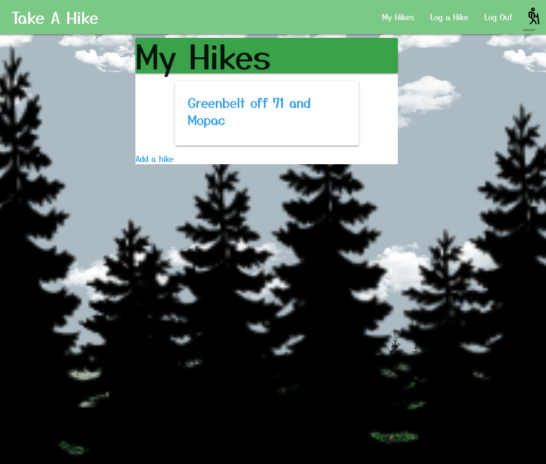 Take A Hike
My Hikes
Log a Hike
Log Out
My Hikes
Greenbelt off 71 and
Mopac
Add a hike